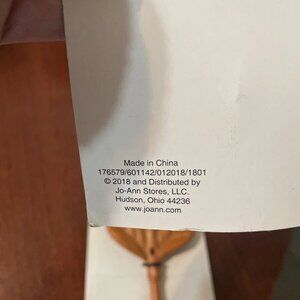 Made in China
176579/601142/012018/1801
© 2018 and Distributed by
Jo-Ann Stores, LLC.
Hudson, Ohio 44236
www.joann.com